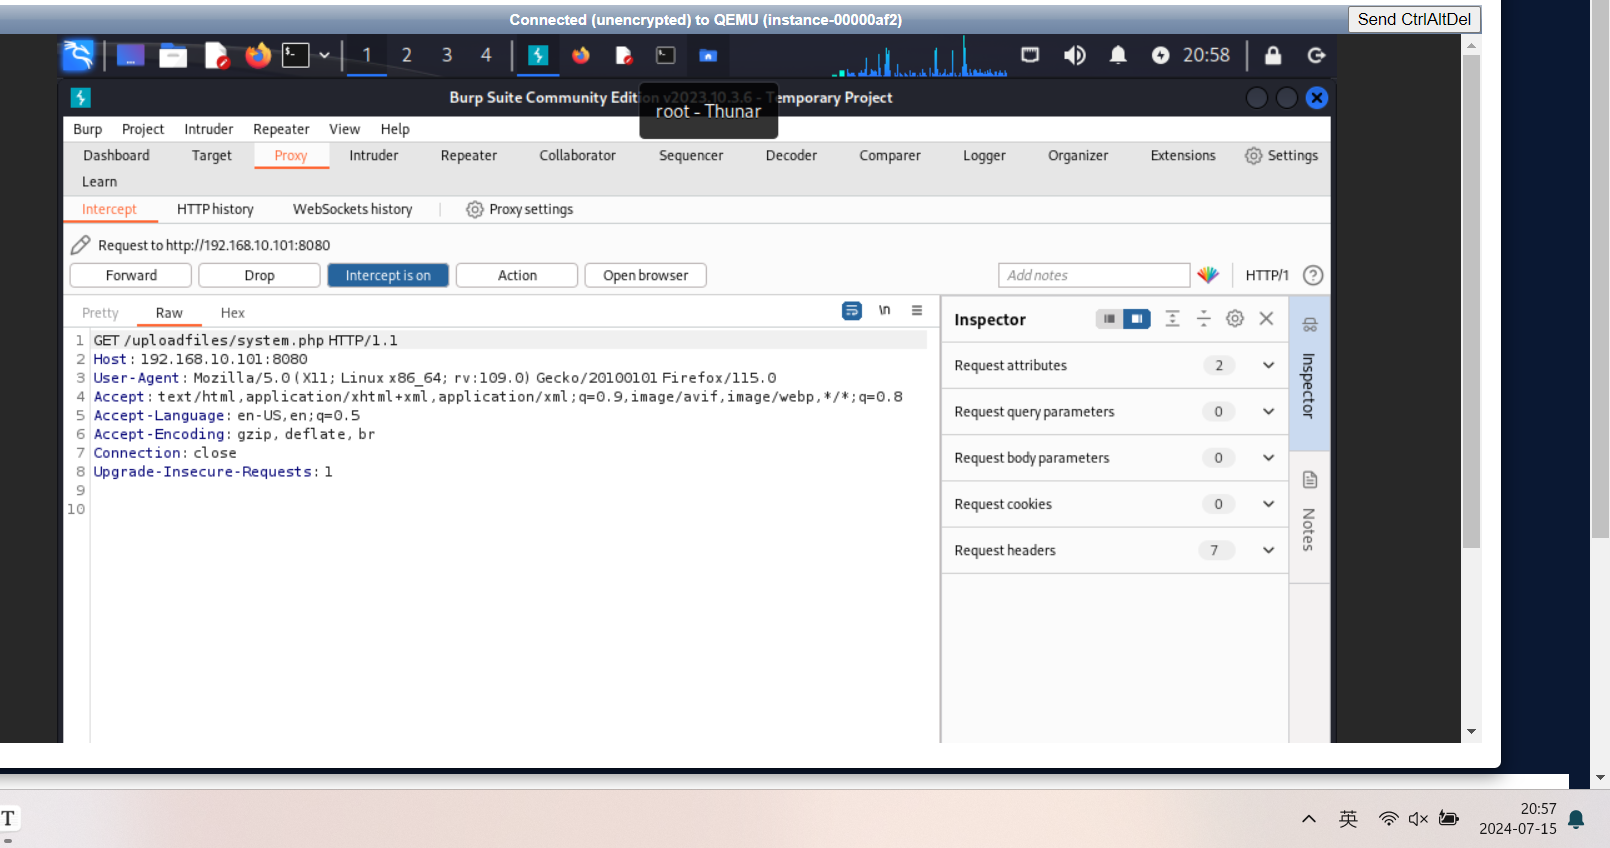 Connected (unencrypted) to QEMU (instance-00000af2)
Send CtrlAltDel
1 2 3 4
20:58
Burp Suite Community Edition v2023.10.3.6 - Temporary Project
root - Thunar
Burp Project Intruder Repeater View Help
Dashboard Target Proxy Intruder Repeater Collaborator Sequencer Decoder Comparer Logger Organizer Extensions Settings
Learn
Intercept HTTP history WebSockets history Proxy settings
Request to http://192.168.10.101:8080
Forward Drop Intercept is on Action Open browser Add notes HTTP/1 ?
Pretty Raw Hex \n
Inspector
1 GET /uploadfiles/system.php HTTP/1.1
2 Host: 192.168.10.101:8080
3 User-Agent: Mozilla/5.0 (X11; Linux x86_64; rv:109.0) Gecko/20100101 Firefox/115.0
4 Accept: text/html,application/xhtml+xml,application/xml;q=0.9,image/avif,image/webp,*/*;q=0.8
5 Accept-Language: en-US,en;q=0.5
6 Accept-Encoding: gzip, deflate, br
7 Connection: close
8 Upgrade-Insecure-Requests: 1
9
10
Request attributes 2
Request query parameters 0
Request body parameters 0
Request cookies 0
Request headers 7
Inspector
Notes
T
英
20:57
2024-07-15